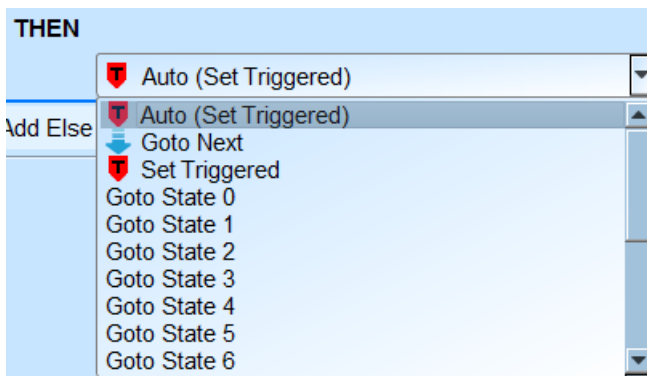 THEN
Auto (Set Triggered)
Auto (Set Triggered)
Add Else
Goto Next
Set Triggered
Goto State 0
Goto State 1
Goto State 2
Goto State 3
Goto State 4
Goto State 5
Goto State 6